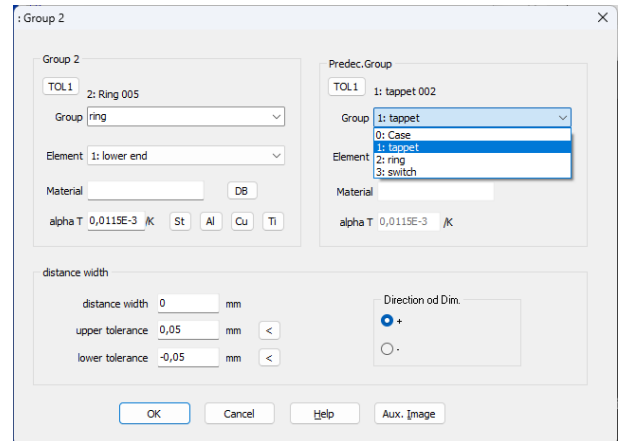 : Group 2
Group 2
TOL1
2: Ring 005
Group ring
Element 1: lower end
Material DB
alpha T 0,0115E-3 /K St Al Cu Ti
Predec.Group
TOL1
1: tappet 002
Group 1: tappet
0: Case
1: tappet
2: ring
3: switch
Element
Material
alpha T 0,0115E-3 /K
distance width
distance width 0 mm
upper tolerance 0,05 mm <
lower tolerance -0,05 mm <
Direction od Dim.
+
-
OK Cancel Help Aux. Image